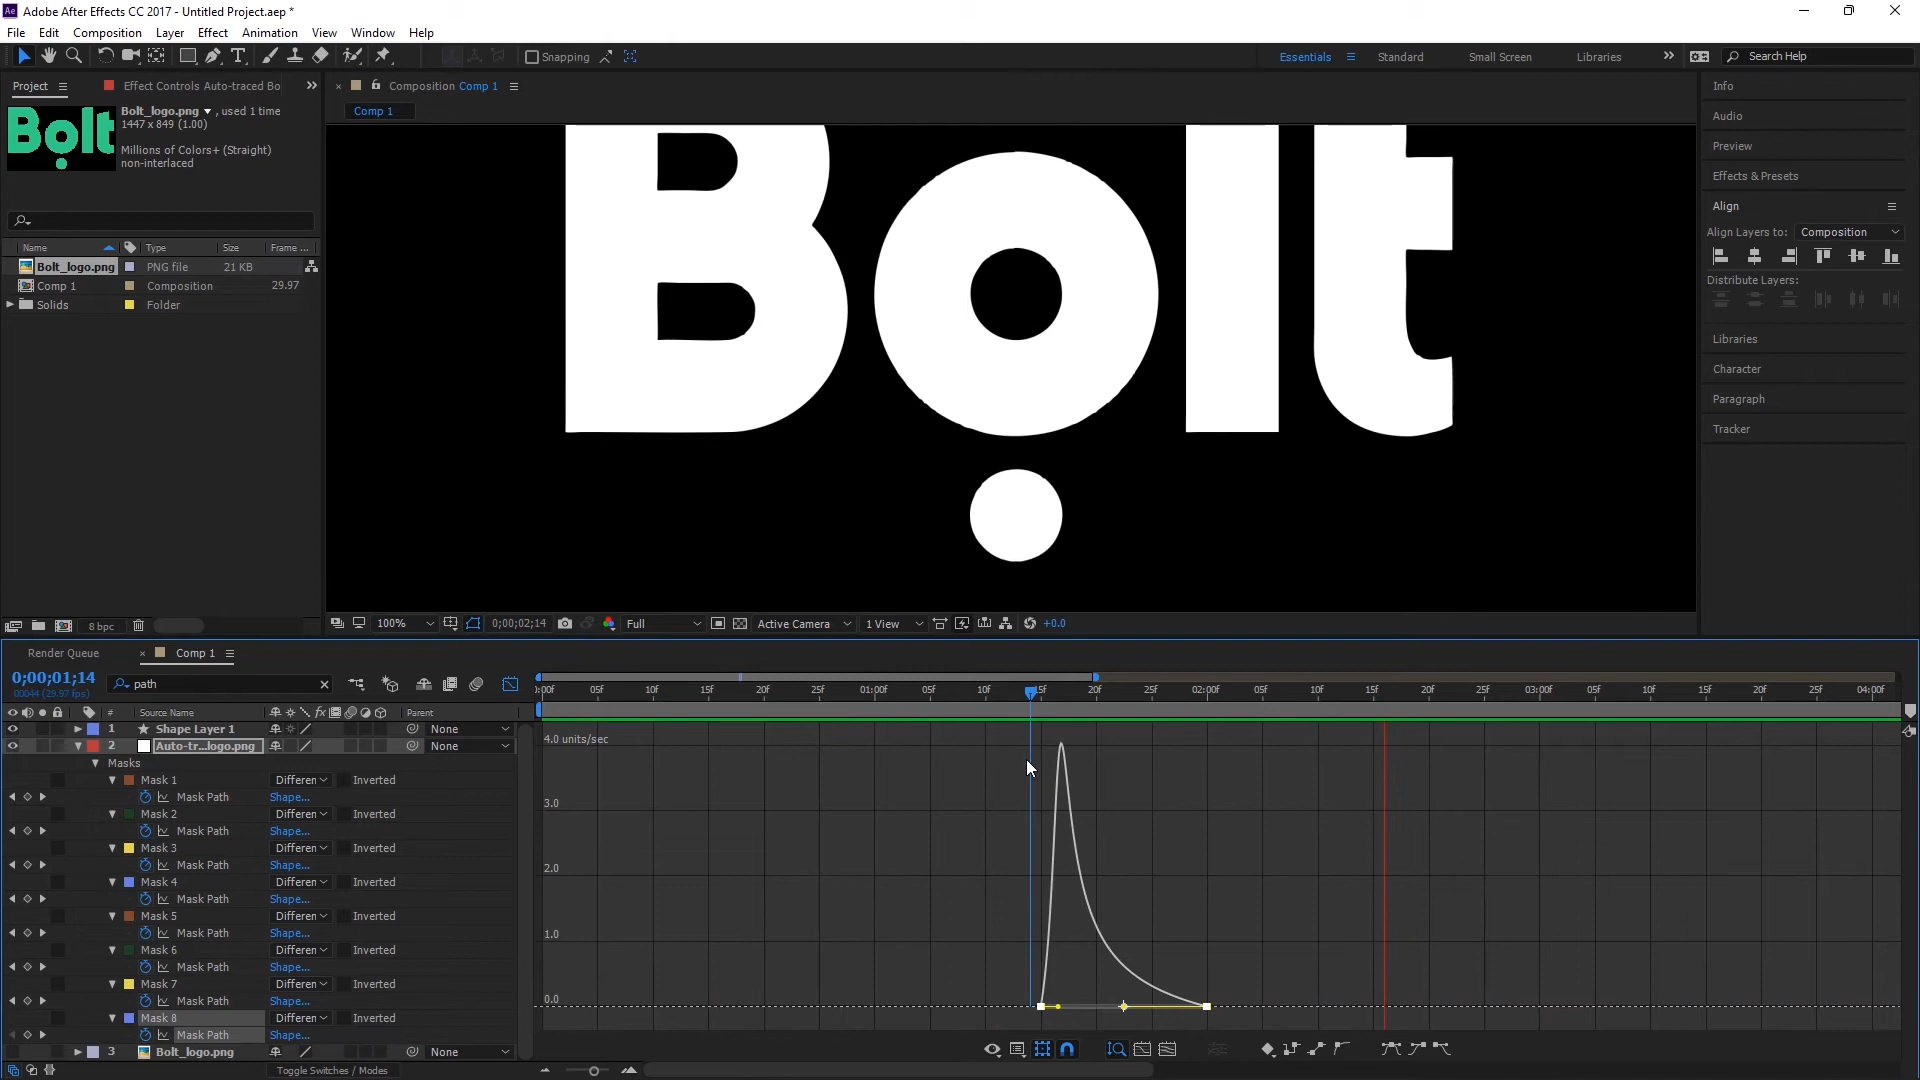 Ae Adobe After Effects CC 2017 - Untitled Project.aep *
File Edit Composition Layer Effect Animation View Window Help
T Snapping Essentials Standard Small Screen Libraries Search Help
Project Effect Controls Auto-traced Bo Composition Comp 1 Info
Bolt_logo.png , used 1 time
1447 x 849 (1.00)
Comp 1
Audio
Millions of Colors+ (Straight)
non-interlaced
Bolt
Bolt
Preview
Effects & Presets
Align
Align Layers to: Composition
Name Type Size Frame ...
Bolt_logo.png PNG file 21 KB
Comp 1 Composition 29.97
Solids Folder
Distribute Layers:
Libraries
Character
Paragraph
Tracker
8 bpc 100% 0;00;02;14 Full Active Camera 1 View +0.0
Render Queue Comp 1
0;00;01;14 path
00044 (29.97 fps)
:00f 05f 10f 15f 20f 25f 01:00f 05f 10f 15f 20f 25f 02:00f 05f 10f 15f 20f 25f 03:00f 05f 10f 15f 20f 25f 04:00f
# Source Name fx Parent
1 Shape Layer 1 None
2 Auto-tr...logo.png None
4.0 units/sec
Masks
Mask 1 Differen Inverted
Mask Path Shape...
3.0
Mask 2 Differen Inverted
Mask Path Shape...
Mask 3 Differen Inverted
Mask Path Shape...
2.0
Mask 4 Differen Inverted
Mask Path Shape...
Mask 5 Differen Inverted
Mask Path Shape...
1.0
Mask 6 Differen Inverted
Mask Path Shape...
Mask 7 Differen Inverted
Mask Path Shape...
0.0
Mask 8 Differen Inverted
Mask Path Shape...
3 Bolt_logo.png None
Toggle Switches / Modes